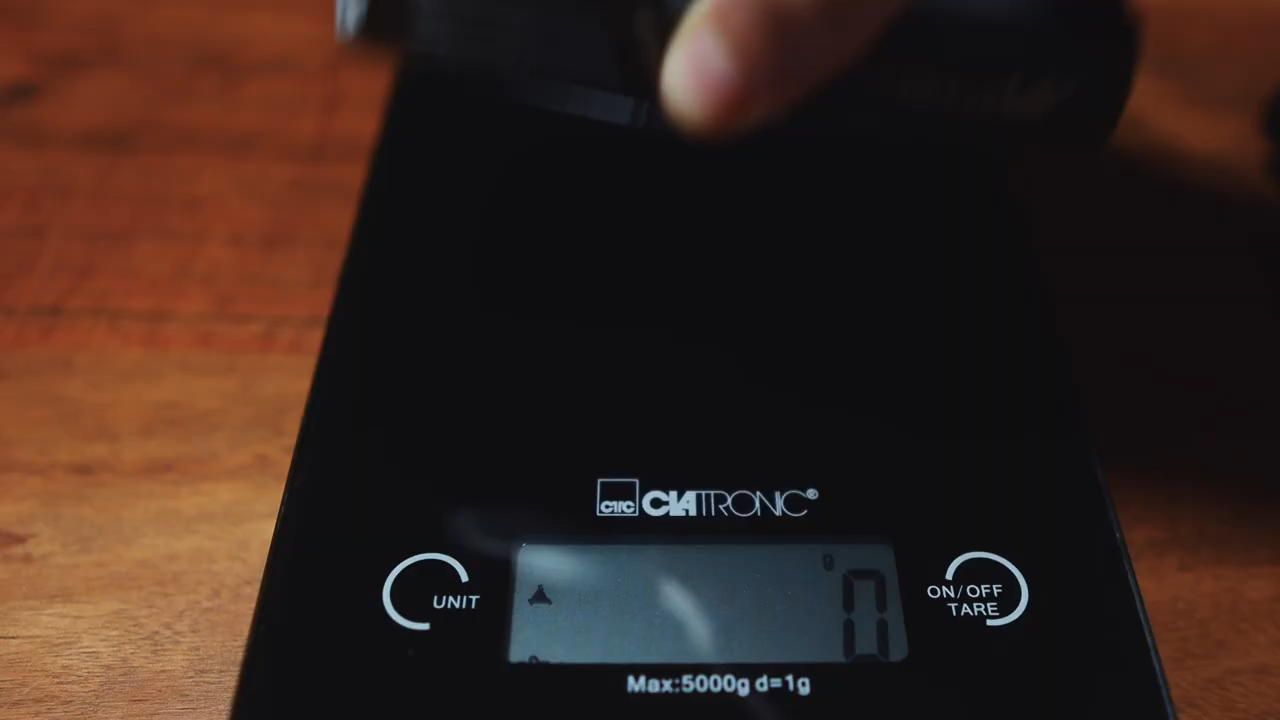 CTC CLATRONIC®
UNIT
g
0
ON/OFF
TARE
Max:5000g d=1g